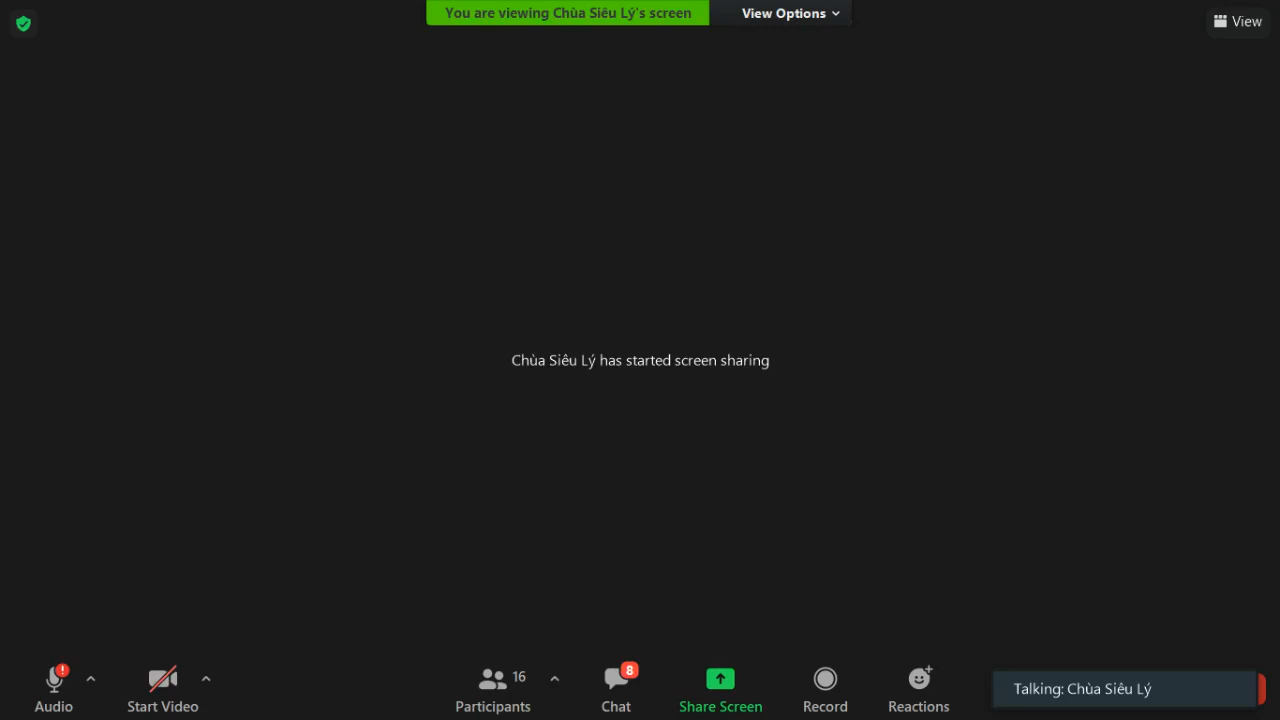 You are viewing Chùa Siêu Lý's screen
View Options
View
Chùa Siêu Lý has started screen sharing
16
8
Audio
Start Video
Participants
Chat
Share Screen
Record
Reactions
Talking: Chùa Siêu Lý